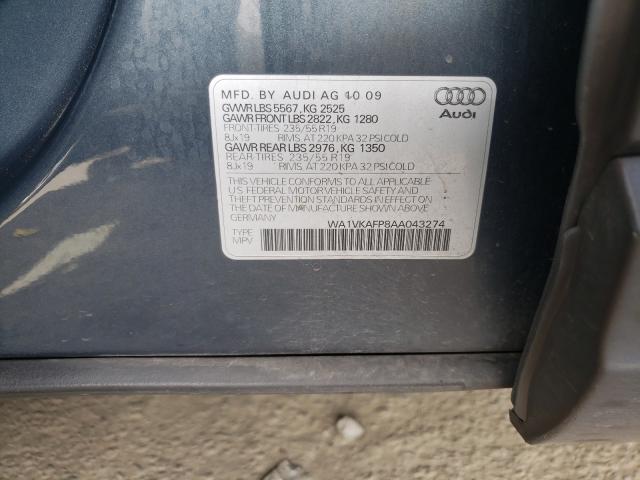 MFD. BY AUDI AG 10 09
GVWR LBS 5567, KG 2525
GAWR FRONT LBS 2822, KG 1280
FRONT-TIRES 235/55 R19
8Jx19 RIMS, AT 220 KPA 32 PSI COLD
GAWR REAR LBS 2976, KG 1350
REAR-TIRES 235/55 R19
8Jx19 RIMS, AT 220 KPA 32 PSI COLD
THIS VEHICLE CONFORMS TO ALL APPLICABLE
U.S. FEDERAL MOTOR VEHICLE SAFETY AND
THEFT PREVENTION STANDARDS IN EFFECT ON
THE DATE OF MANUFACTURE SHOWN ABOVE.
GERMANY WA1VKAFP8AA043274
TYPE
MPV
Audi